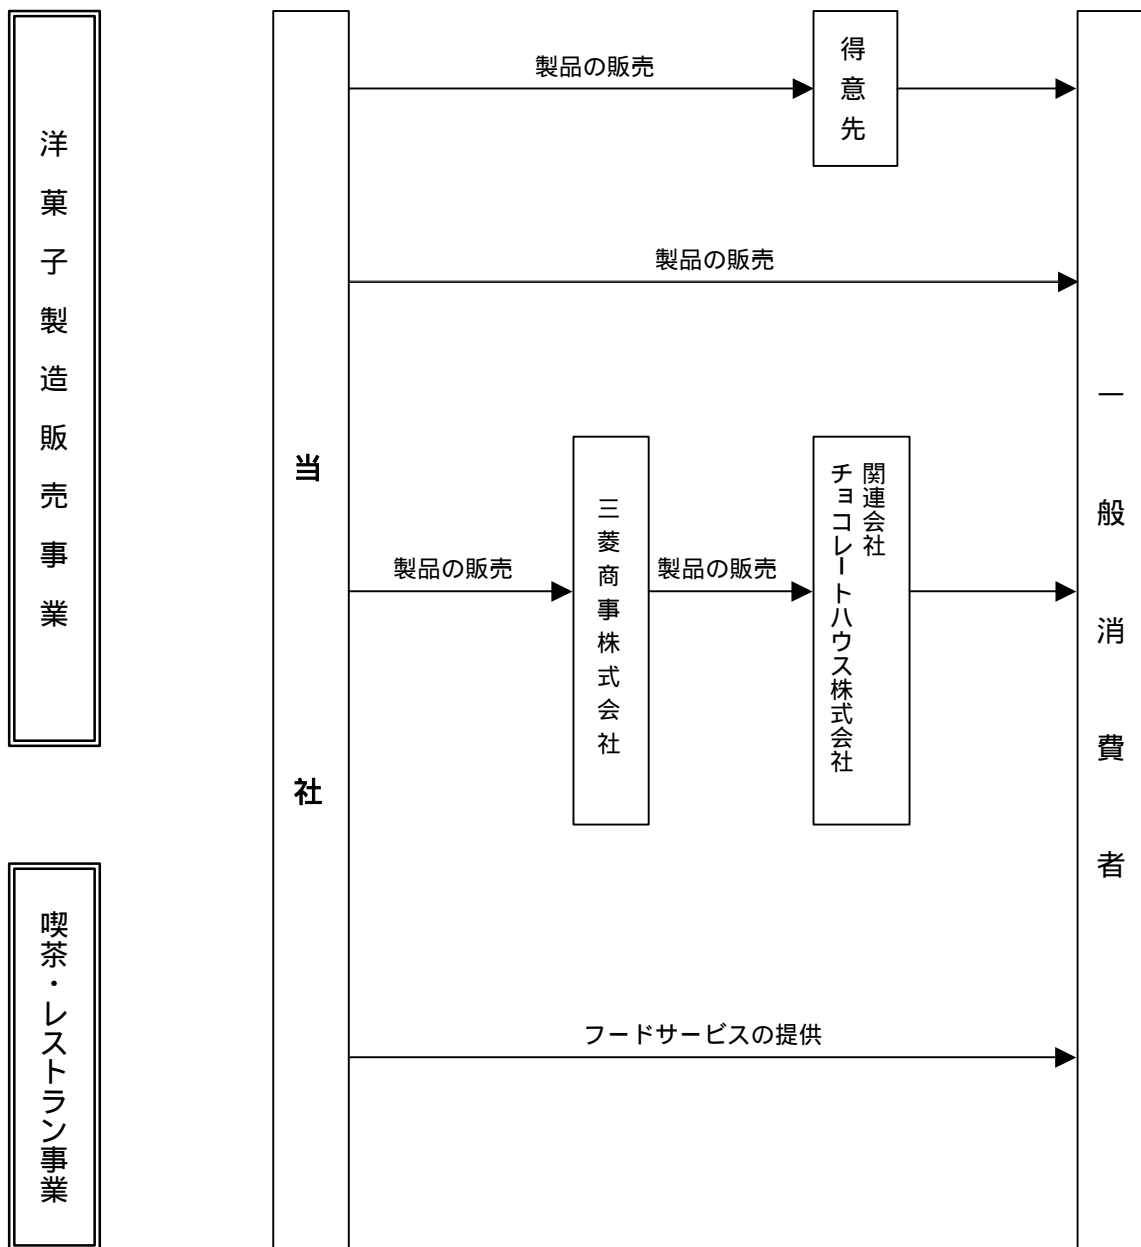 洋菓子製造販売事業
喫茶・レストラン事業
当社
製品の販売
得意先
製品の販売
製品の販売
三菱商事株式会社
製品の販売
関連会社
チョコレートハウス株式会社
フードサービスの提供
一般消費者